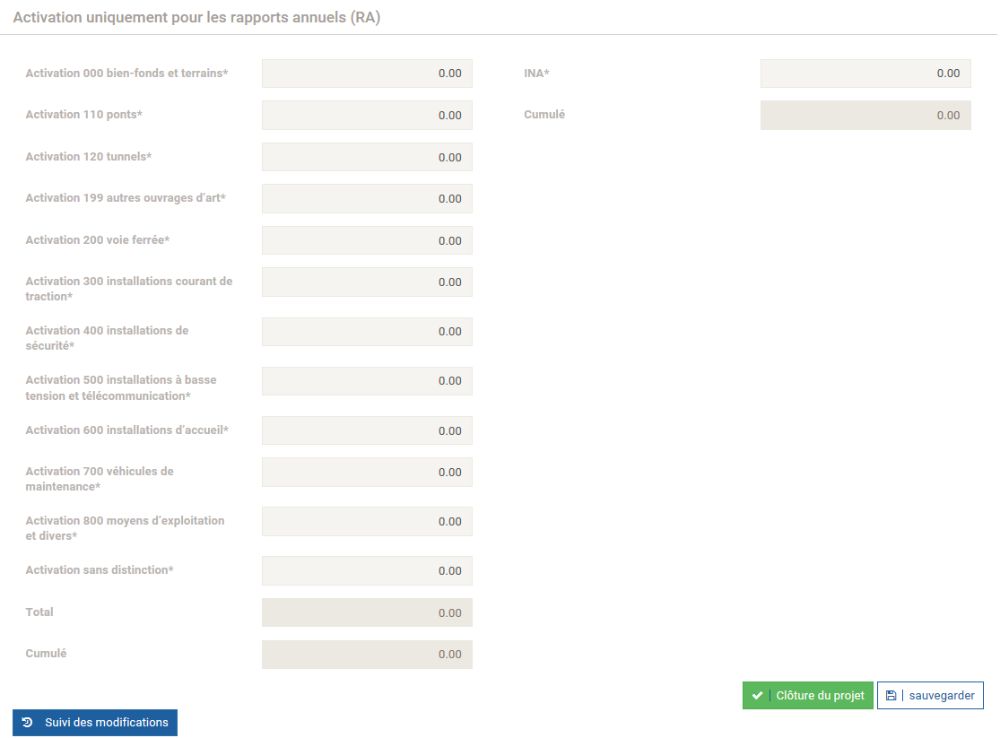 Activation uniquement pour les rapports annuels (RA)
Activation 000 bien-fonds et terrains* 0.00 INA* 0.00
Activation 110 ponts* 0.00 Cumulé 0.00
Activation 120 tunnels* 0.00
Activation 199 autres ouvrages d’art* 0.00
Activation 200 voie ferrée* 0.00
Activation 300 installations courant de 0.00
traction*
Activation 400 installations de 0.00
sécurité*
Activation 500 installations à basse 0.00
tension et télécommunication*
Activation 600 installations d’accueil* 0.00
Activation 700 véhicules de 0.00
maintenance*
Activation 800 moyens d’exploitation 0.00
et divers*
Activation sans distinction* 0.00
Total 0.00
Cumulé 0.00
Clôture du projet sauvegarder
Suivi des modifications